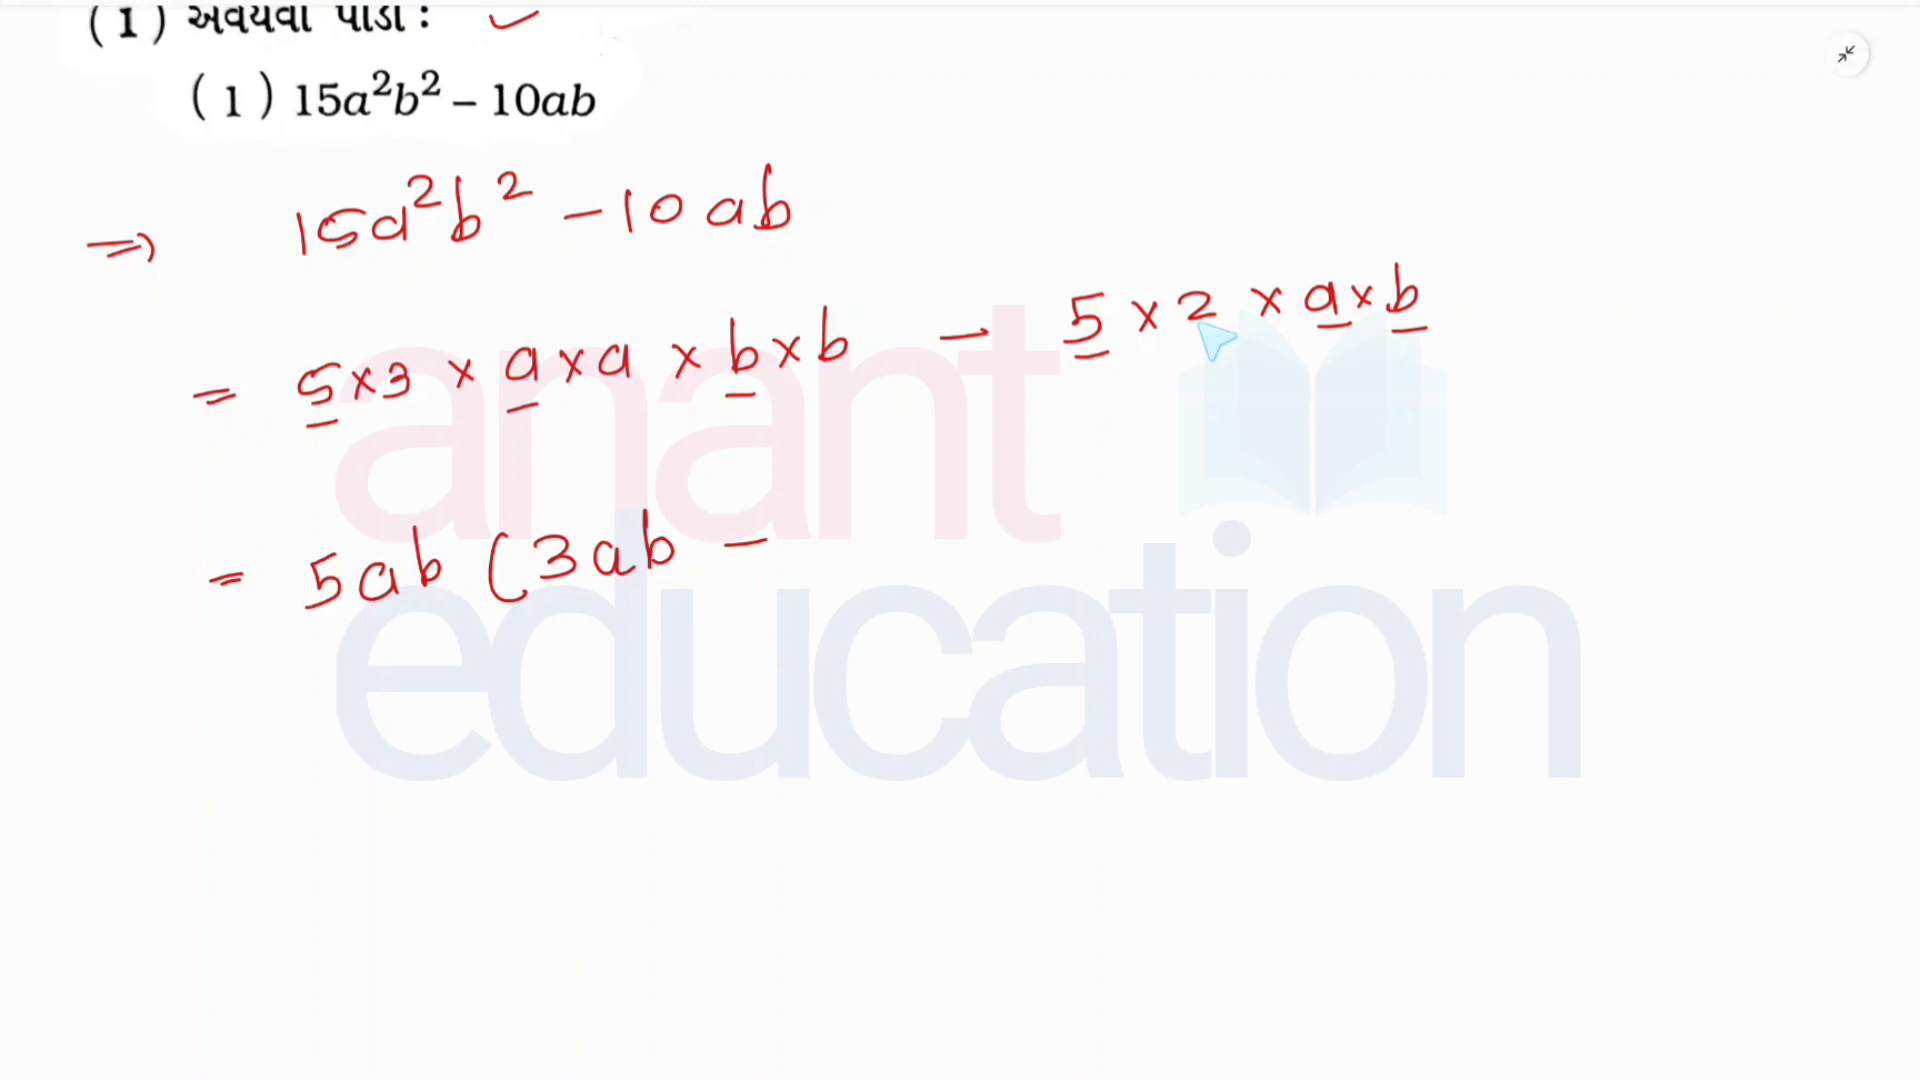 (1) અવયવો પાડો :
(1) 15a²b² – 10ab
⇒ 15a²b² – 10ab
= 5×3 × a×a × b×b – 5×2 × a×b
= 5ab (3ab –
anant
education